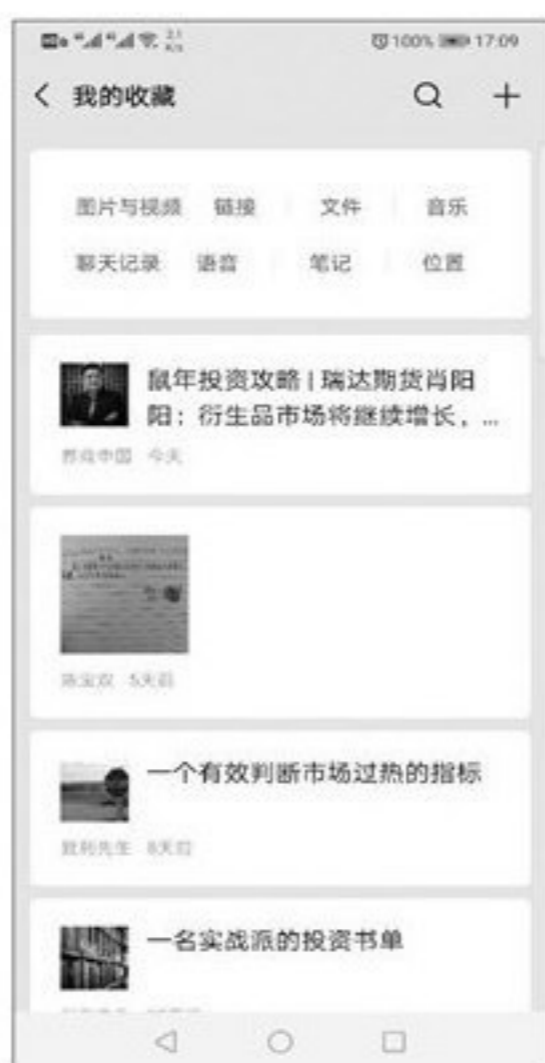 100% 17:09
我的收藏
图片与视频 链接 文件 音乐
聊天记录 语音 笔记 位置
鼠年投资攻略 | 瑞达期货肖阳
阳：衍生品市场将继续增长，...
今天
5天前
一个有效判断市场过热的指标
8天前
一名实战派的投资书单